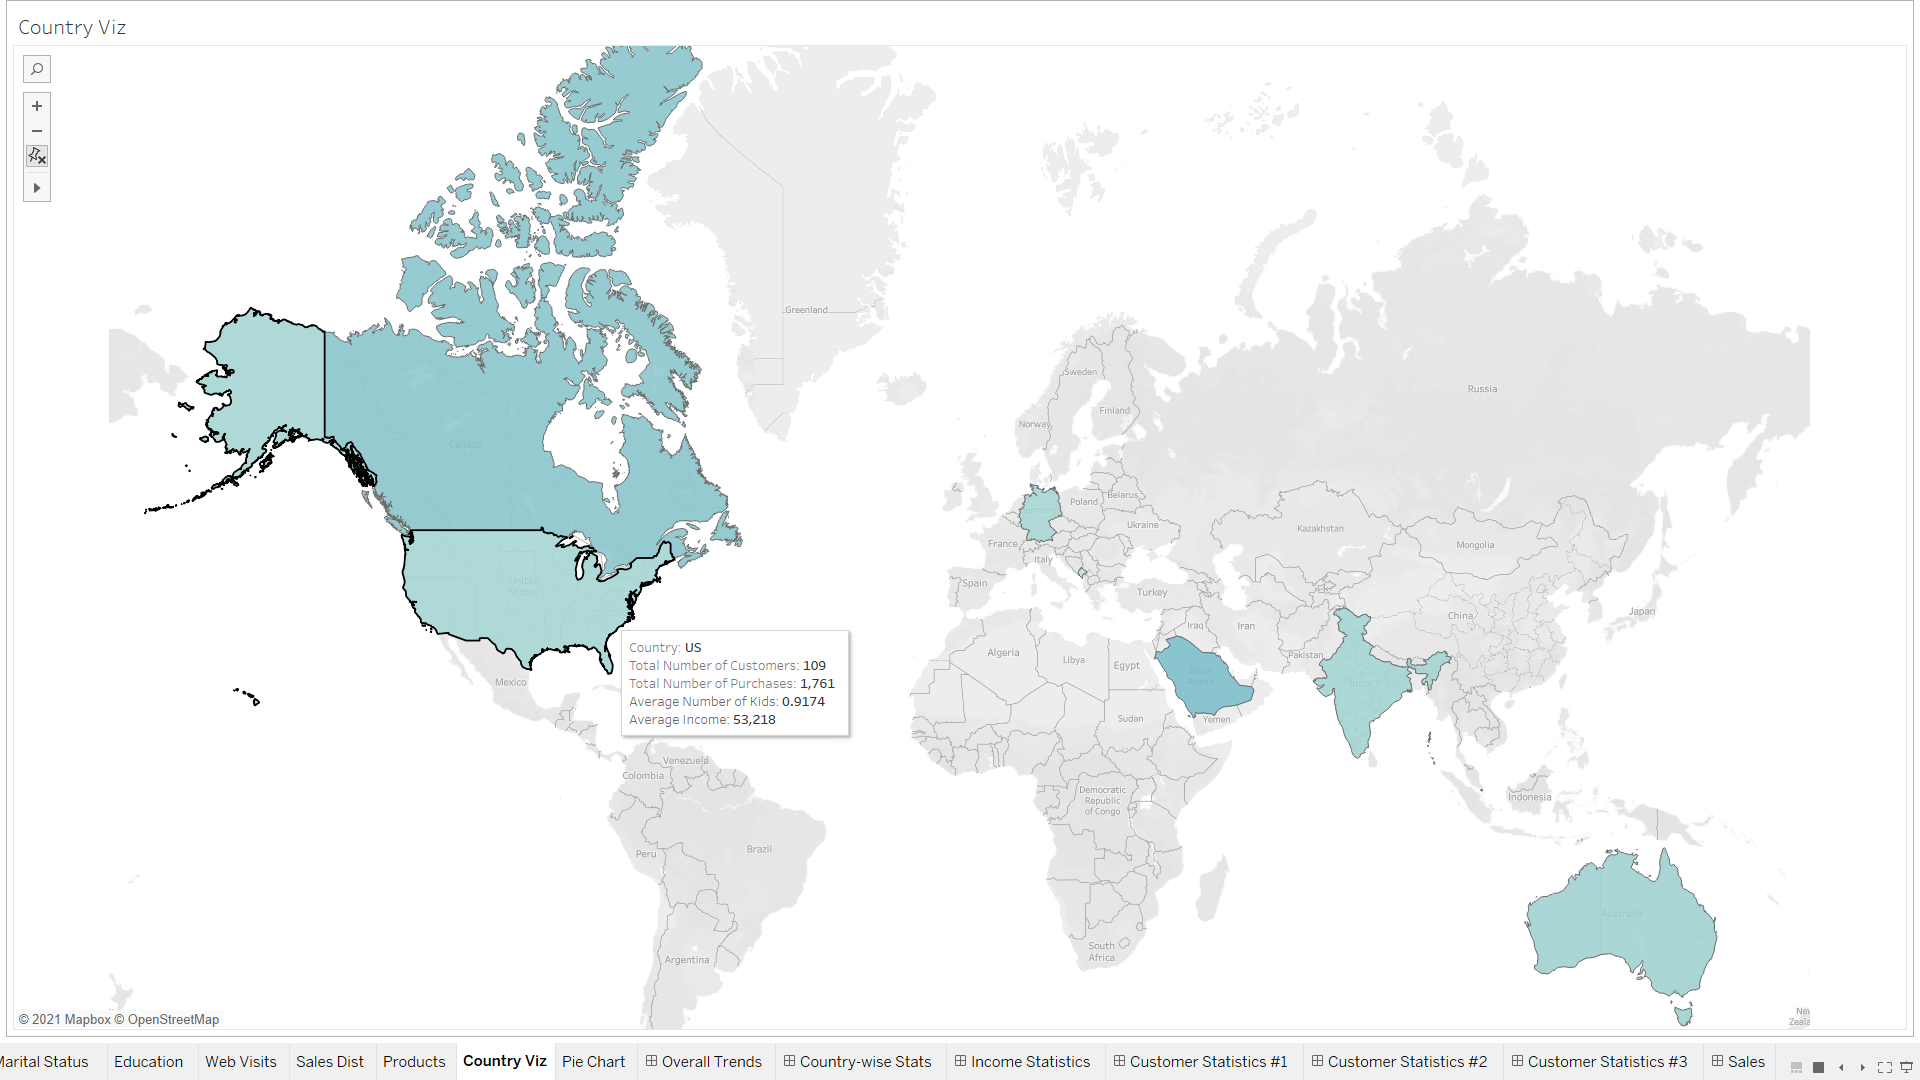 Country Viz
Greenland
Russia
Sweden
Finland
Norway
Canada
Poland
Belarus
Germany
Ukraine
Kazakhstan
France
Mongolia
Italy
United
States
Spain
Turkey
China
Japan
Iraq
Iran
Algeria
Libya
Egypt
Pakistan
Saudi
Arabia
India
Mexico
Country: US
Total Number of Customers: 109
Total Number of Purchases: 1,761
Average Number of Kids: 0.9174
Average Income: 53,218
Sudan
Yemen
Venezuela
Colombia
Democratic
Republic
of Congo
Indonesia
Peru
Brazil
Australia
South
Africa
Argentina
New
Zeala
© 2021 Mapbox © OpenStreetMap
Marital Status
Education
Web Visits
Sales Dist
Products
Country Viz
Pie Chart
Overall Trends
Country-wise Stats
Income Statistics
Customer Statistics #1
Customer Statistics #2
Customer Statistics #3
Sales